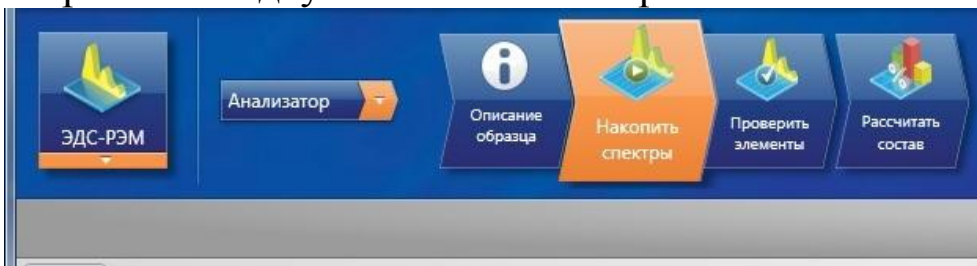 ЭДС-РЭМ
Анализатор
Описание
образца
Накопить
спектры
Проверить
элементы
Рассчитать
состав